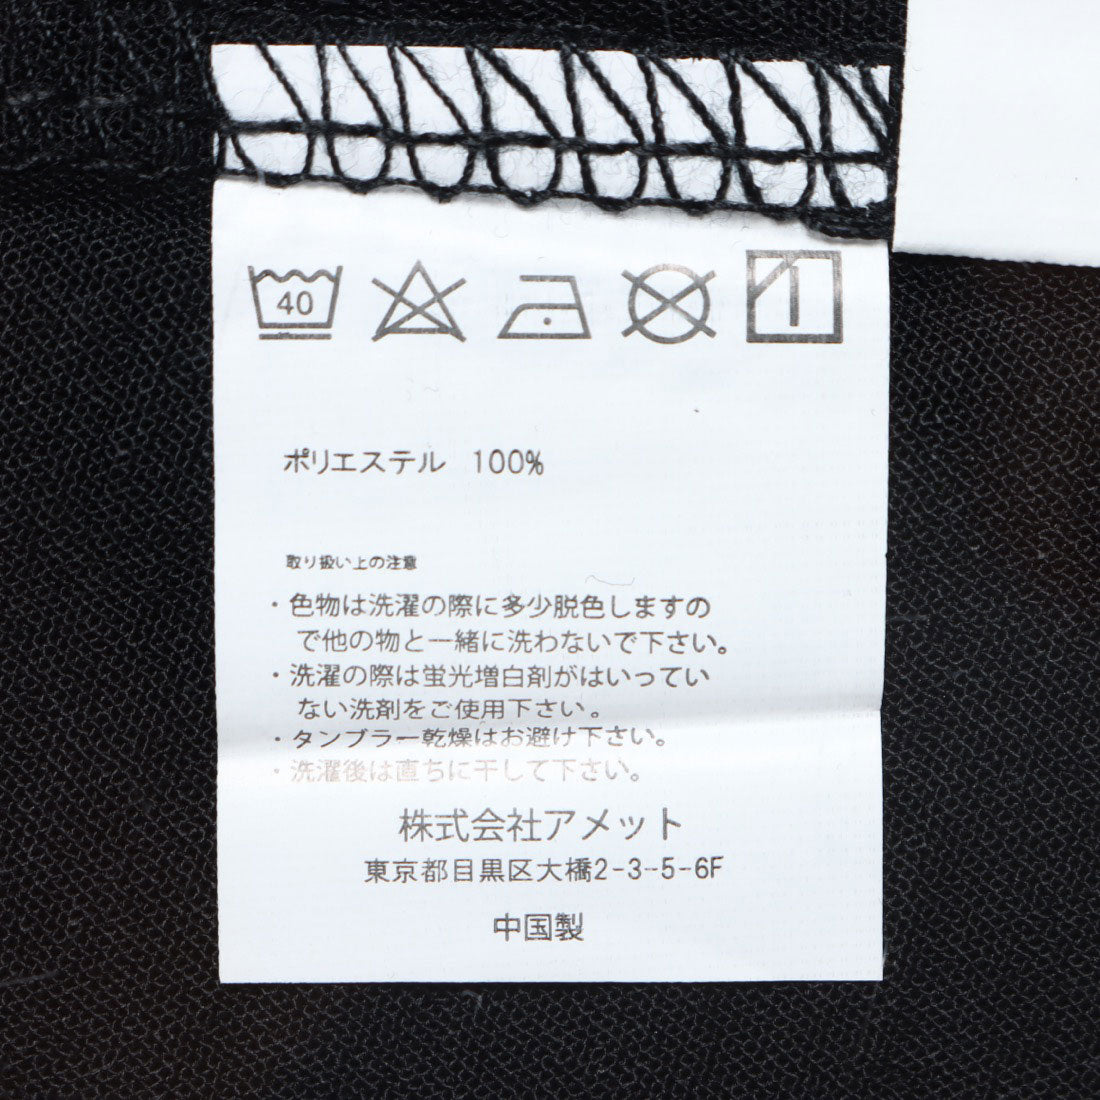 40
ポリエステル 100%
取り扱い上の注意
・色物は洗濯の際に多少脱色しますの
で他の物と一緒に洗わないで下さい。
・洗濯の際は蛍光増白剤がはいってい
ない洗剤をご使用下さい。
・タンブラー乾燥はお避け下さい。
・洗濯後は直ちに干して下さい。
株式会社アメット
東京都目黒区大橋2-3-5-6F
中国製